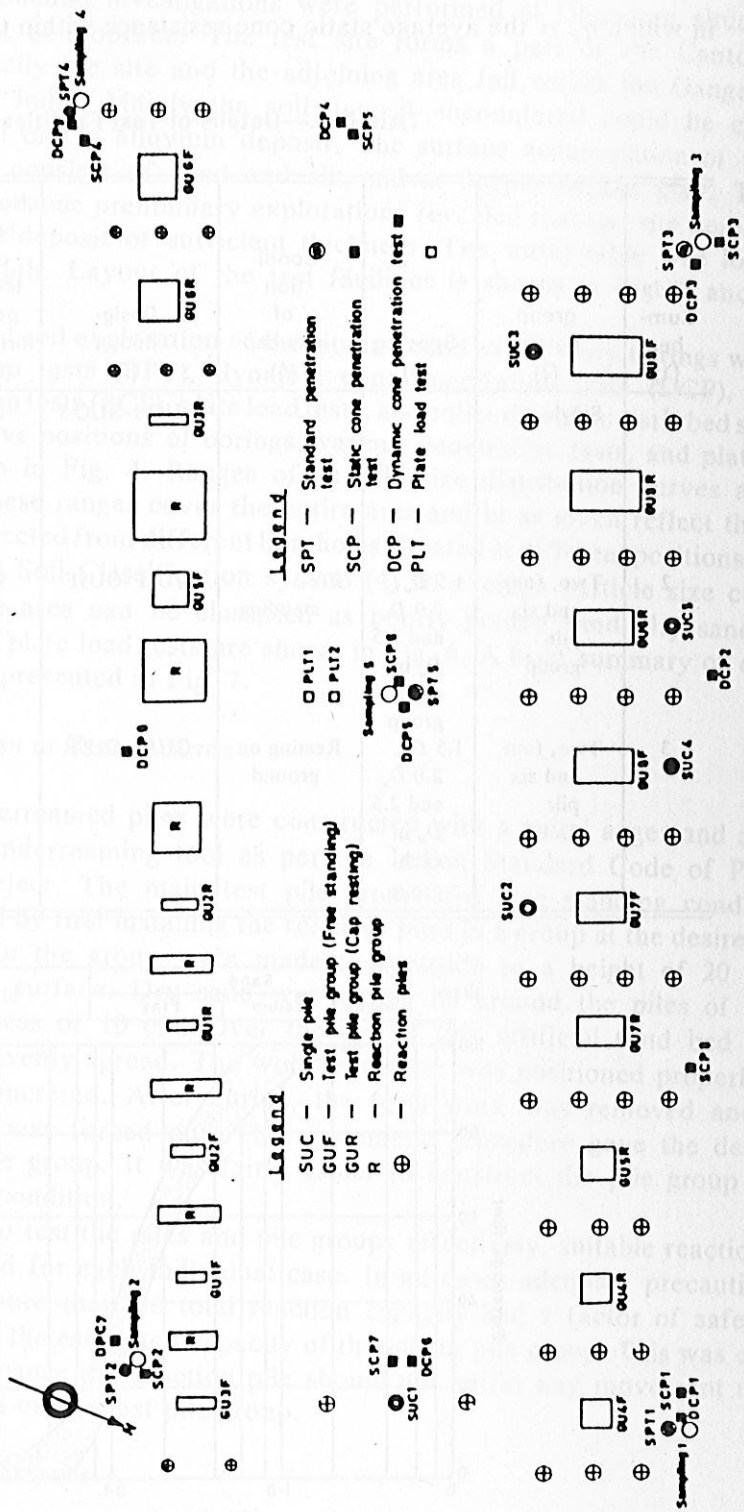 N
SPT2
DPC7
Sampling 2
SCP2
DCP8
DCP5
SPT4
Sampling 4
SCP4
GU3F
R
GU1F
R
GU2F
R
GU1R
R
GU2R
R
R
R
GU3R
GU6R
GU6F
Legend
SUC — Single pile
GUF — Test pile group (Free standing)
GUR — Test pile group (Cap. resting)
R — Reaction pile group
⊕ — Reaction piles
PLT1
PLT2
Sampling 5
SCP6
SPT5
Legend
SPT — Standard penetration
test
SCP — Static cone penetration
test
DCP — Dynamic cone penetration test
PLT — Plate load test
DCP4
SCP5
SCP7
SUC1
DCP6
SUC2
SUC3
GU4F
GU4R
GU5R
GU7R
GU7F
GU8R
SUC4
SUC5
SPT1
SCP1
Sampling 1
DCP1
DCP2
SPT3
Sampling 3
DCP3
SCP3